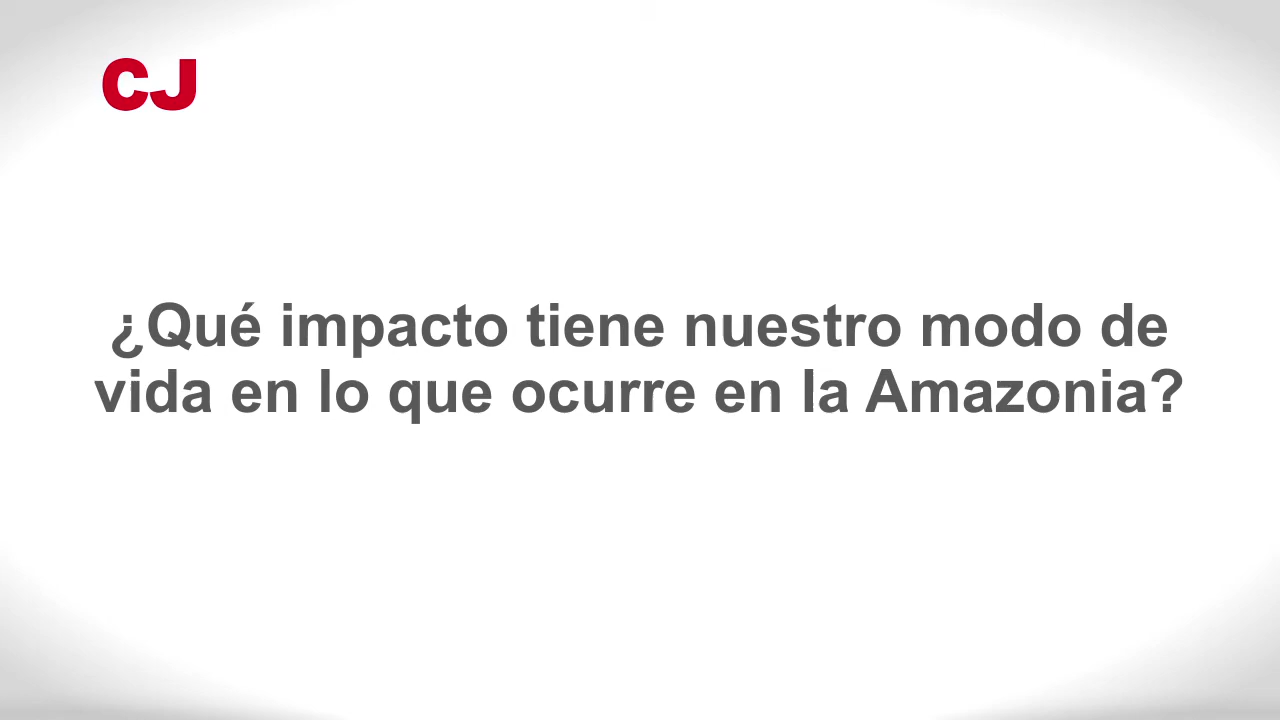 CJ
¿Qué impacto tiene nuestro modo de
vida en lo que ocurre en la Amazonia?